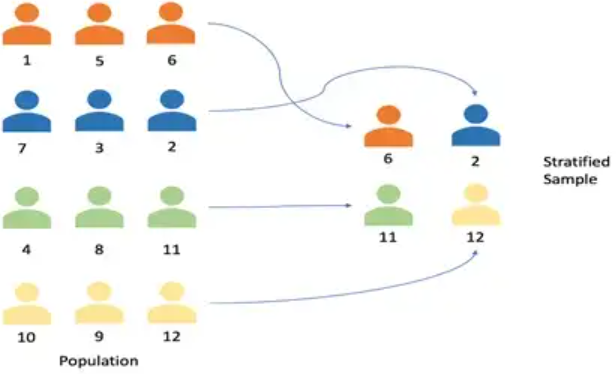 1 5 6
7 3 2
6 2
Stratified
Sample
4 8 11
11 12
10 9 12
Population